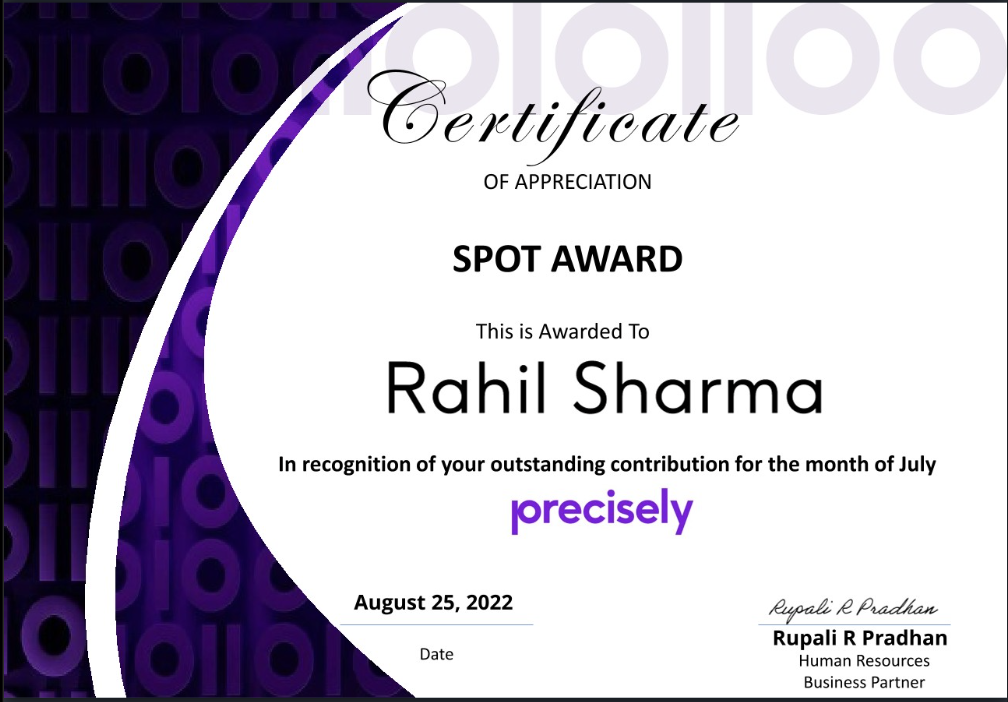 Certificate
OF APPRECIATION
SPOT AWARD
This is Awarded To
Rahil Sharma
In recognition of your outstanding contribution for the month of July
precisely
August 25, 2022
Date
Rupali R Pradhan
Rupali R Pradhan
Human Resources
Business Partner